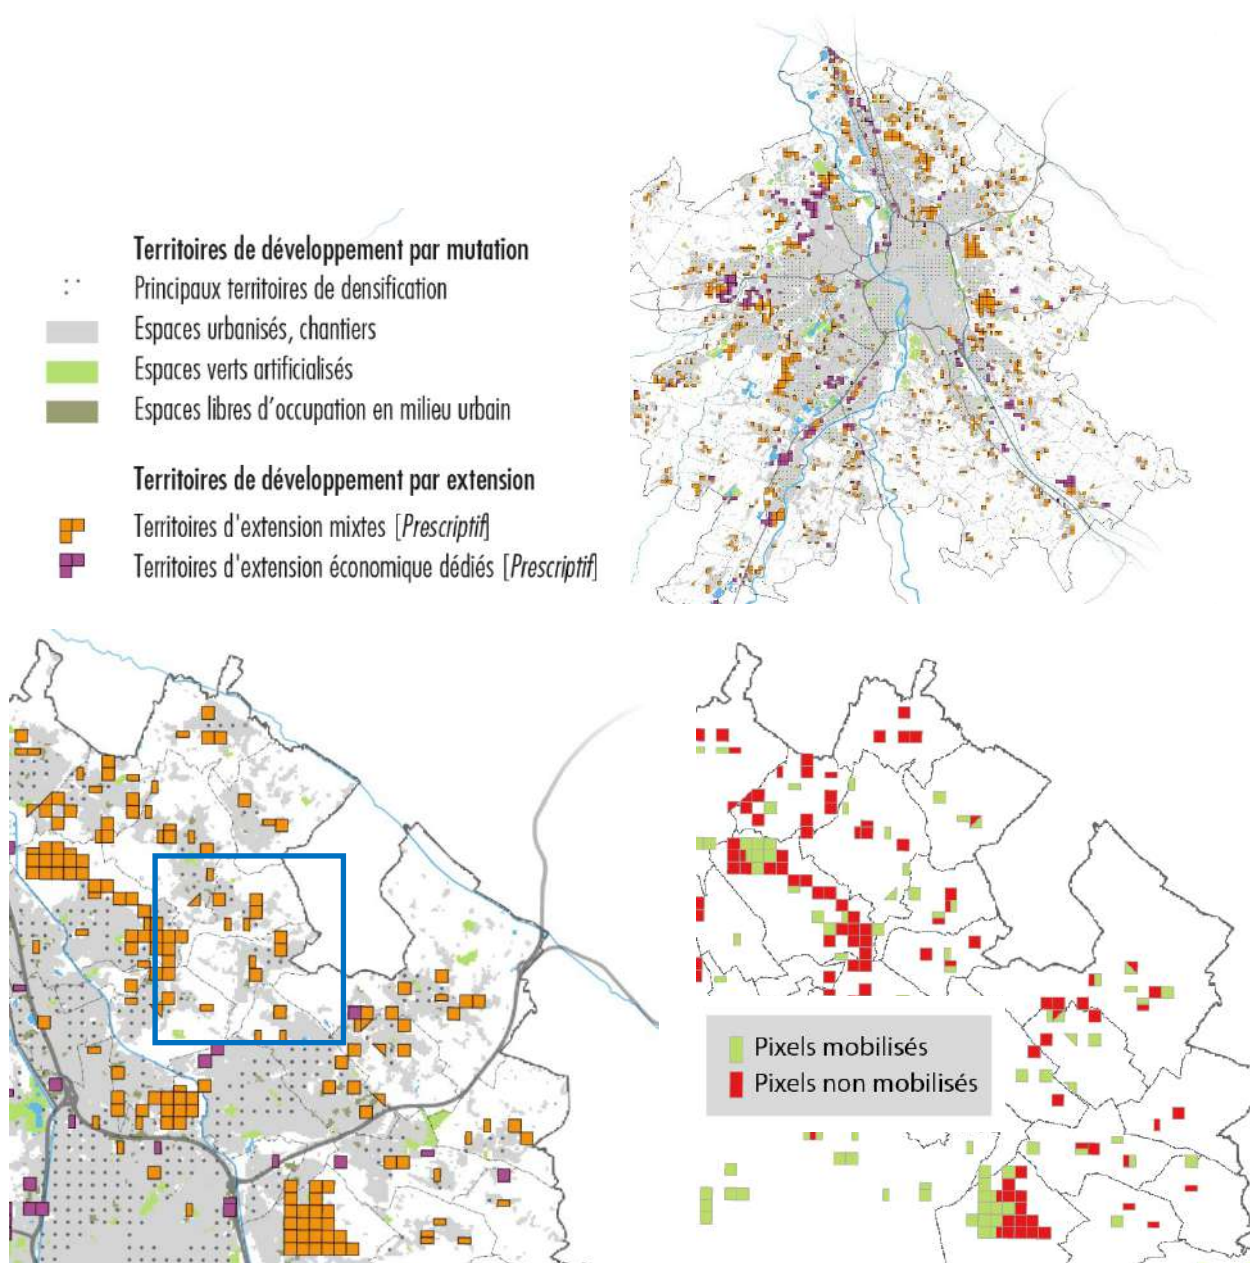 Territoires de développement par mutation
Principaux territoires de densification
Espaces urbanisés, chantiers
Espaces verts artificialisés
Espaces libres d'occupation en milieu urbain
Territoires de développement par extension
Territoires d'extension mixtes [Prescriptif]
Territoires d'extension économique dédiés [Prescriptif]
Pixels mobilisés
Pixels non mobilisés